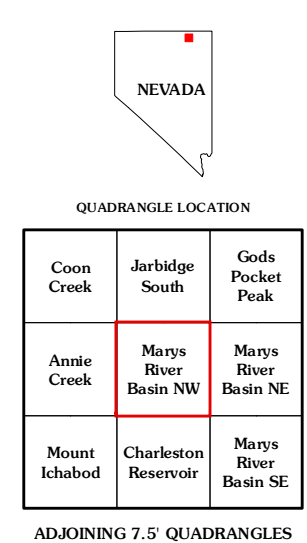 NEVADA
QUADRANGLE LOCATION
Coon
Creek
Jarbidge
South
Gods
Pocket
Peak
Annie
Creek
Marys
River
Basin NW
Marys
River
Basin NE
Mount
Ichabod
Charleston
Reservoir
Marys
River
Basin SE
ADJOINING 7.5' QUADRANGLES